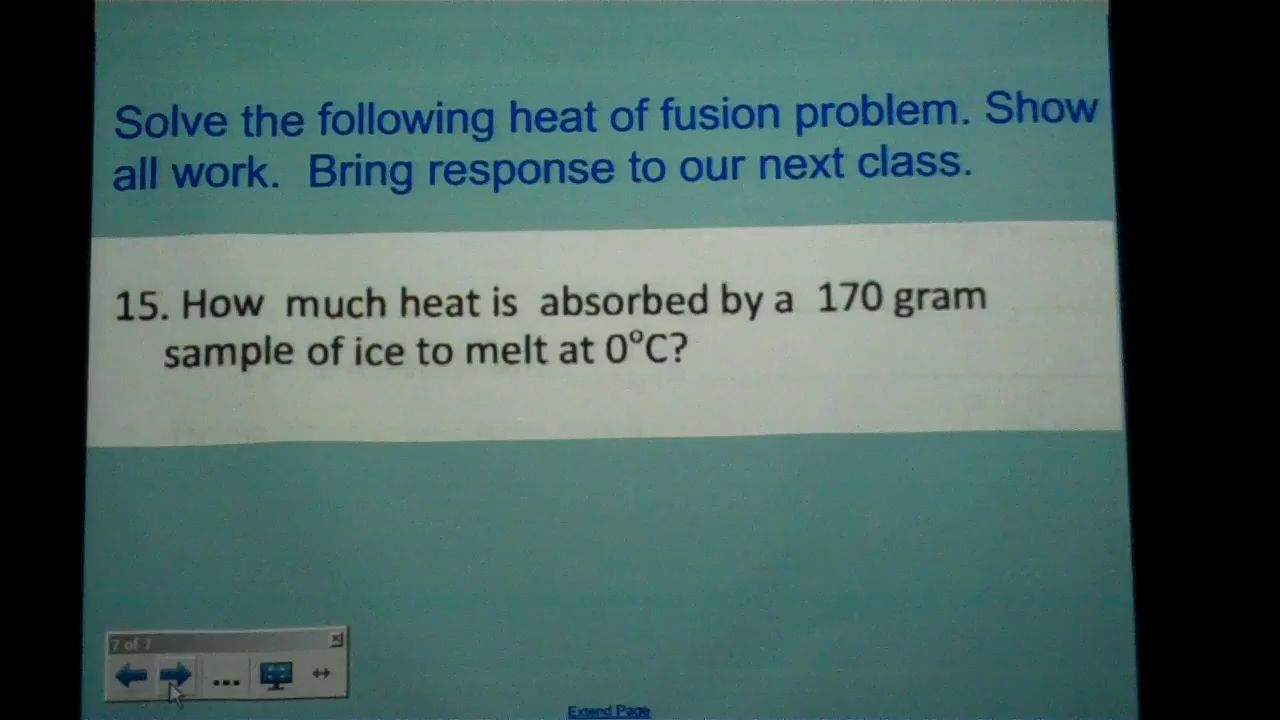 Solve the following heat of fusion problem. Show
all work. Bring response to our next class.
15. How much heat is absorbed by a 170 gram
sample of ice to melt at 0°C?
7 of 7
...
Extend Page